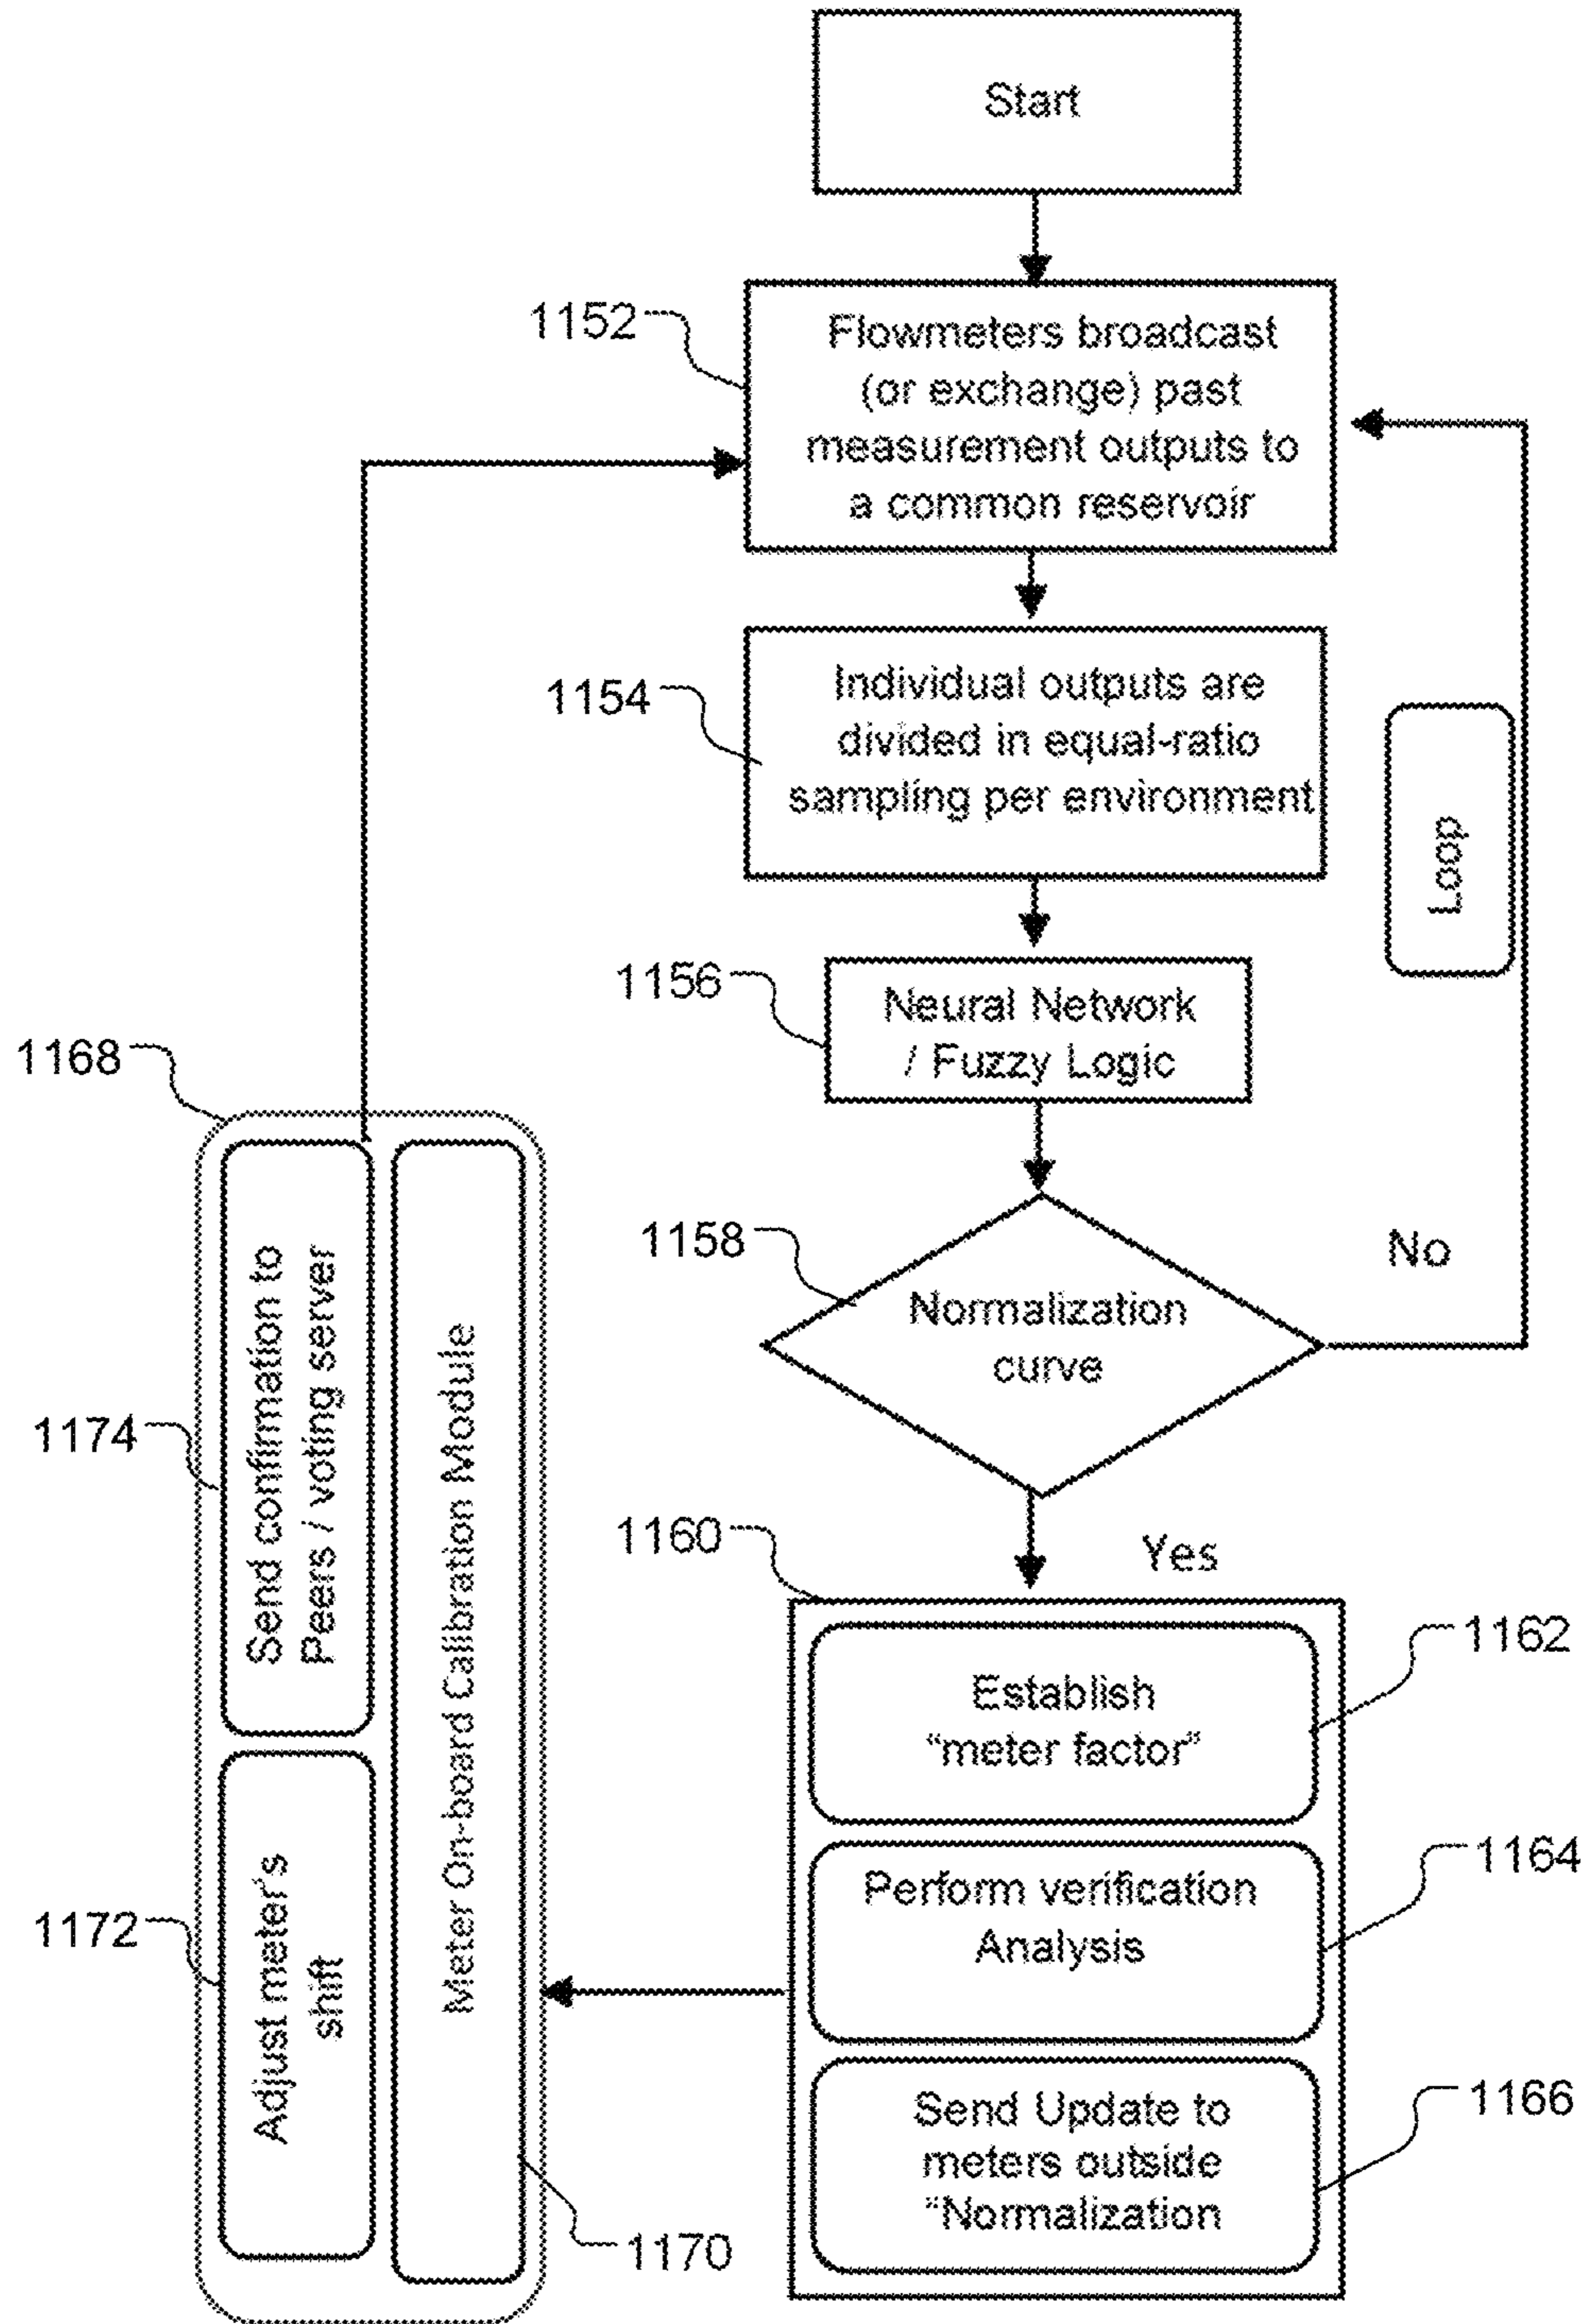 Start
1152
Flowmeters broadcast
(or exchange) past
measurement outputs to
a common reservoir
1154
Individual outputs are
divided in equal-ratio
sampling per environment
Loop
1156
Neural Network
/ Fuzzy Logic
1158
Normalization
curve
No
Yes
1160
Establish
“meter factor”
1162
Perform verification
Analysis
1164
Send Update to
meters outside
“Normalization
1166
1168
Meter On-board Calibration Module
1170
Adjust meter's
shift
1172
Send confirmation to
Peers / voting server
1174